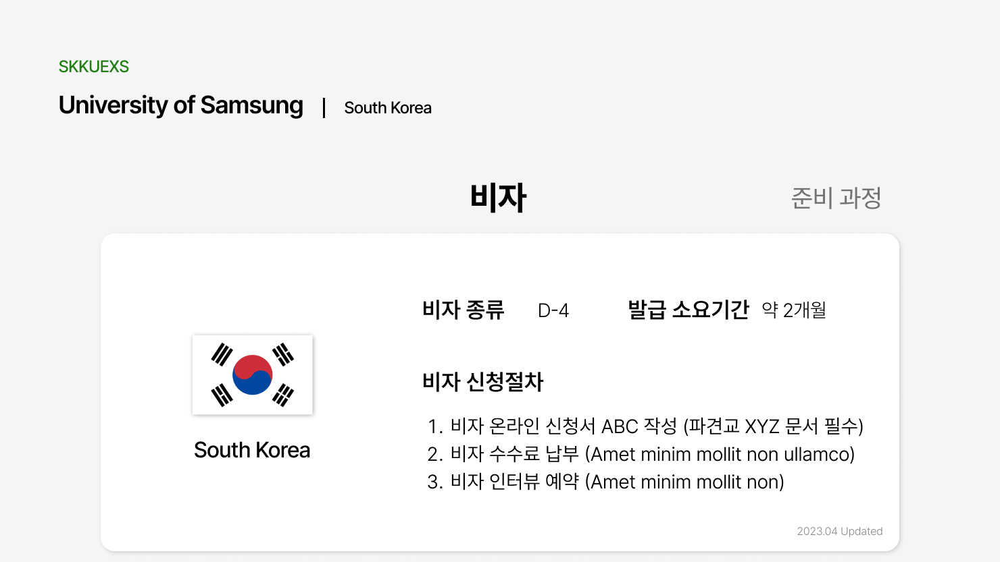 SKKUEXS
University of Samsung | South Korea
비자 준비 과정
비자 종류 D-4 발급 소요기간 약 2개월
비자 신청절차
1. 비자 온라인 신청서 ABC 작성 (파견교 XYZ 문서 필수)
2. 비자 수수료 납부 (Amet minim mollit non ullamco)
3. 비자 인터뷰 예약 (Amet minim mollit non)
South Korea
2023.04 Updated